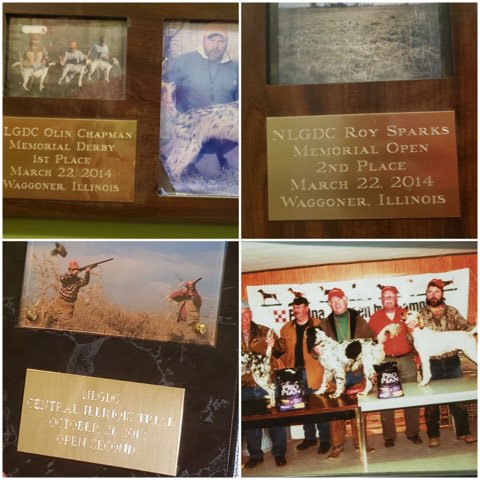 NLGDC OLIN CHAPMAN
MEMORIAL DERBY
1ST PLACE
MARCH 22, 2014
WAGGONER, ILLINOIS
NLGDC ROY SPARKS
MEMORIAL OPEN
2ND PLACE
MARCH 22, 2014
WAGGONER, ILLINOIS
NLGDC
CENTRAL ILLINOIS TRIAL
OPEN SECOND